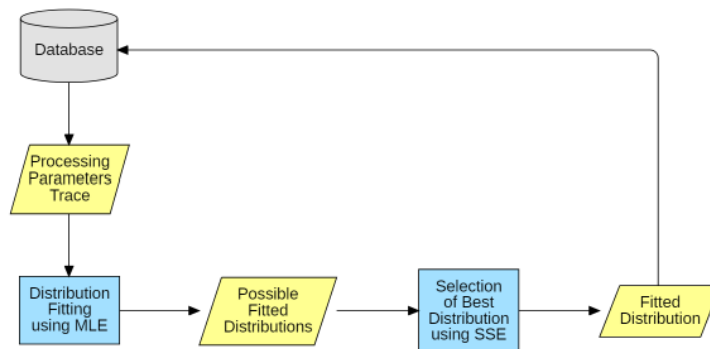 Database
Processing
Parameters
Trace
Distribution
Fitting
using MLE
Possible
Fitted
Distributions
Selection
of Best
Distribution
using SSE
Fitted
Distribution